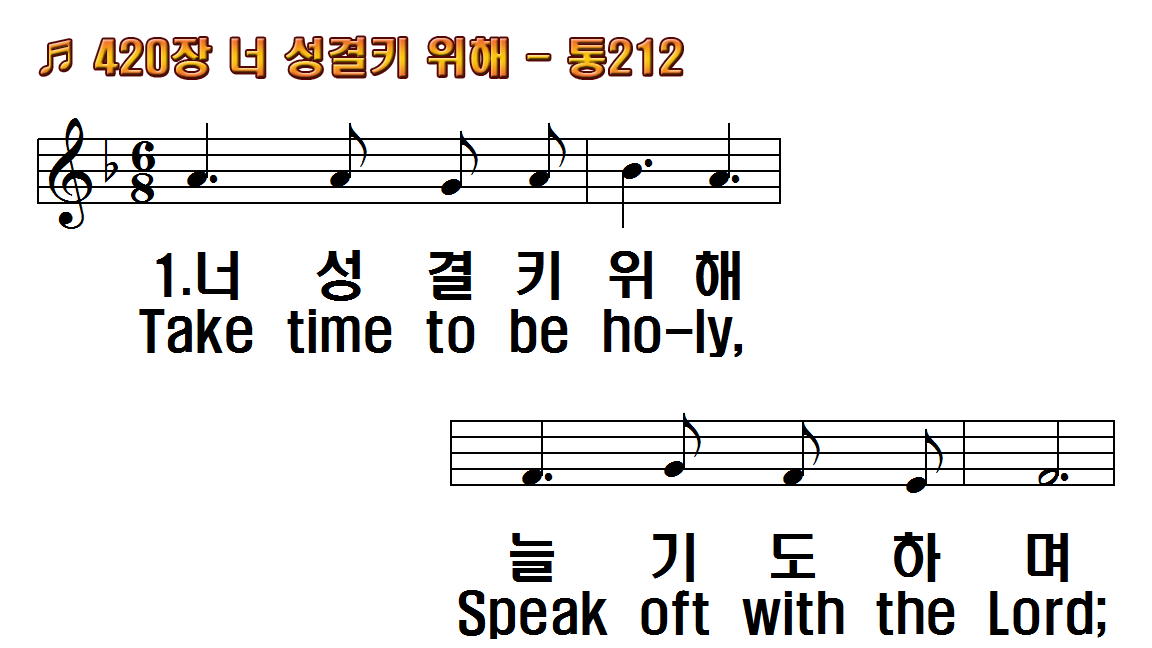 ♬ 420장 너 성결키 위해 - 통212
6
8
1.너 성 결 키 위 해
Take time to be ho-ly,
늘 기 도 하 며
Speak oft with the Lord;